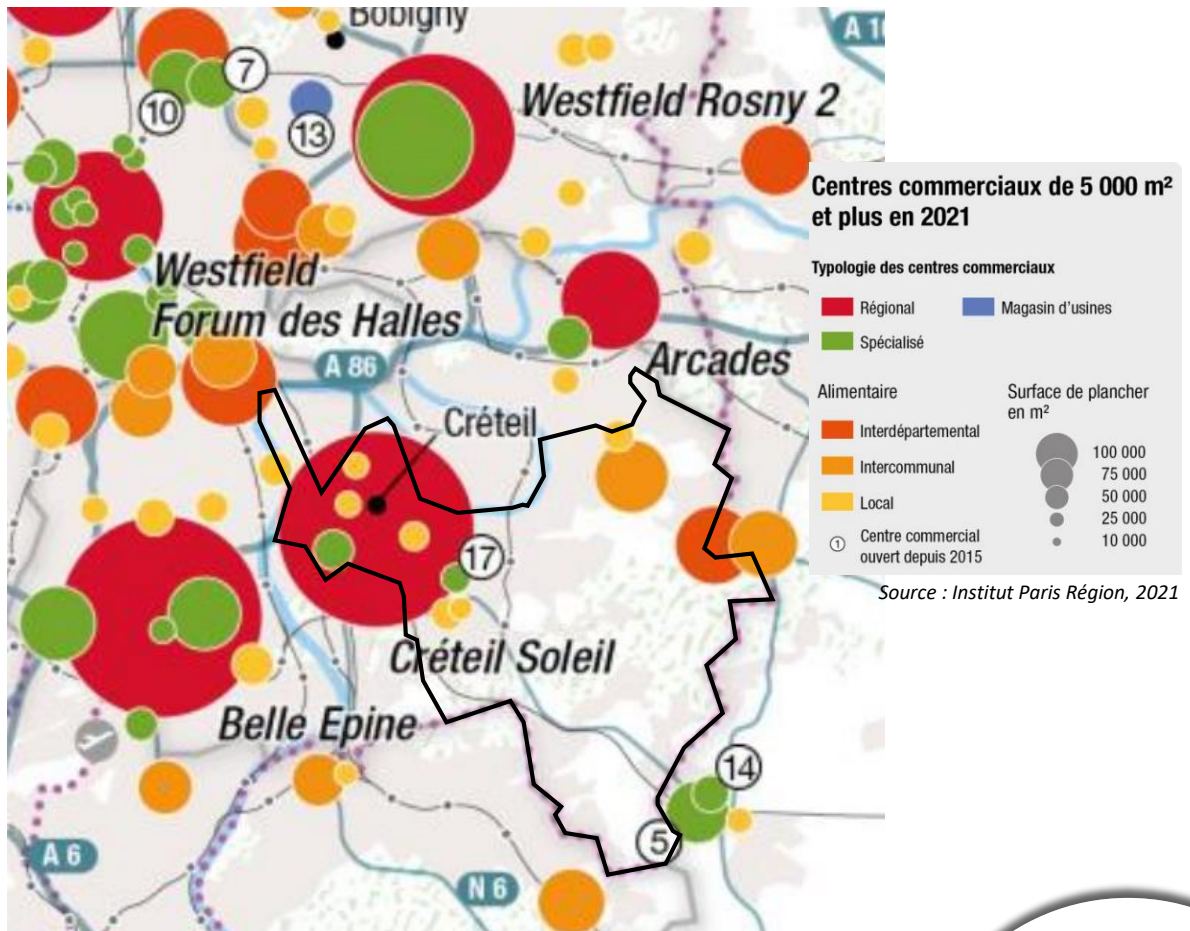 Bobigny
A 10
7
10
13
Westfield Rosny 2
Westfield
Forum des Halles
A 86
Arcades
Créteil
17
Créteil Soleil
Belle Epine
14
5
A 6
N 6
Centres commerciaux de 5 000 m²
et plus en 2021
Typologie des centres commerciaux
Régional
Magasin d'usines
Spécialisé
Alimentaire
Surface de plancher
en m²
Interdépartemental
Intercommunal
Local
100 000
75 000
50 000
25 000
10 000
1 Centre commercial
ouvert depuis 2015
Source : Institut Paris Région, 2021